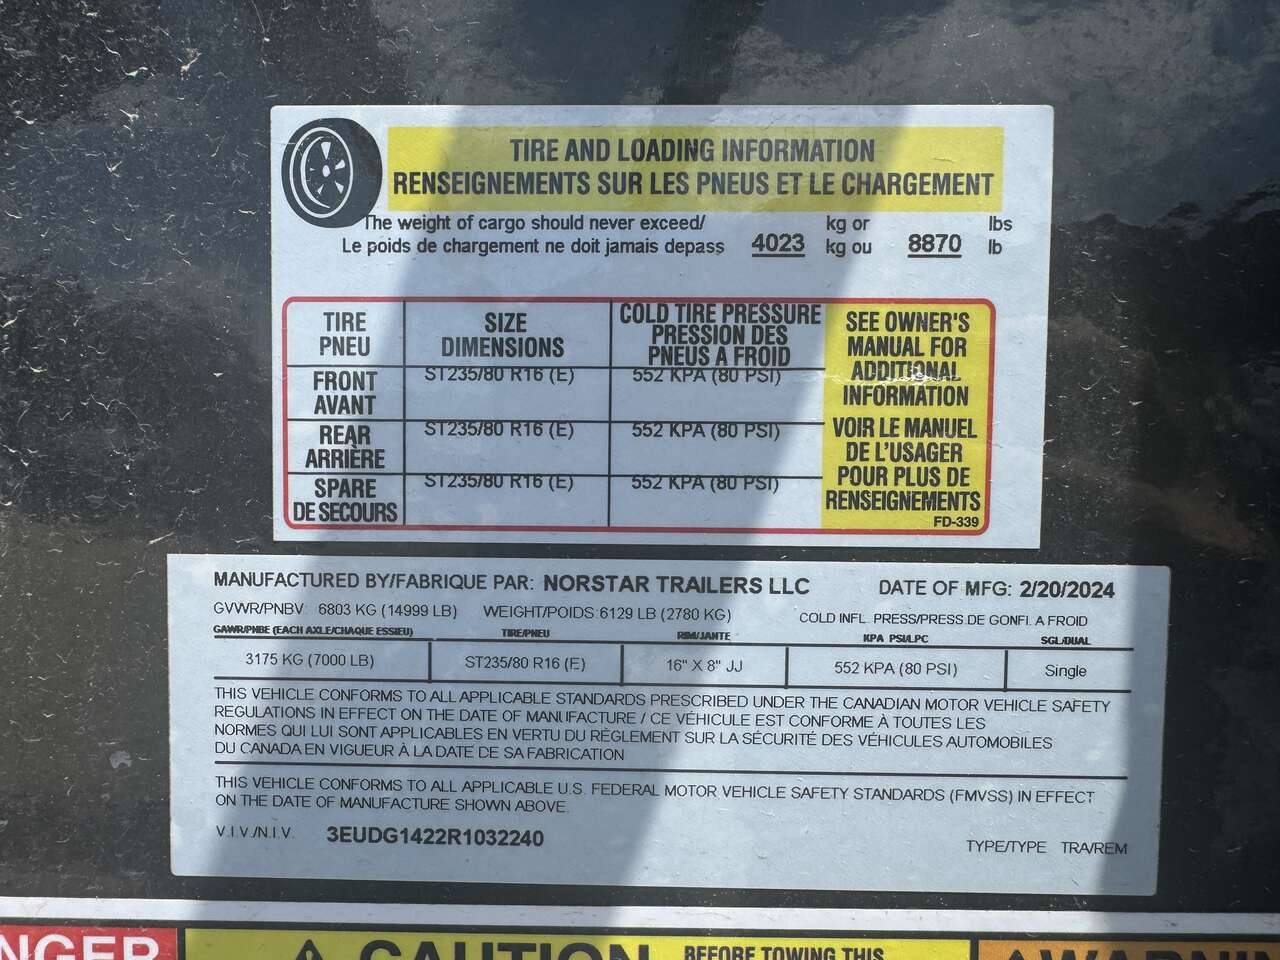 TIRE AND LOADING INFORMATION
RENSEIGNEMENTS SUR LES PNEUS ET LE CHARGEMENT
The weight of cargo should never exceed/ kg or lbs
Le poids de chargement ne doit jamais depass 4023 kg ou 8870 lb
TIRE PNEU
SIZE DIMENSIONS
COLD TIRE PRESSURE
PRESSION DES
PNEUS A FROID
FRONT AVANT
ST235/80 R16 (E)
552 KPA (80 PSI)
REAR ARRIÈRE
ST235/80 R16 (E)
552 KPA (80 PSI)
SPARE DE SECOURS
ST235/80 R16 (E)
552 KPA (80 PSI)
SEE OWNER'S
MANUAL FOR
ADDITIONAL
INFORMATION
VOIR LE MANUEL
DE L'USAGER
POUR PLUS DE
RENSEIGNEMENTS
FD-339
MANUFACTURED BY/FABRIQUE PAR: NORSTAR TRAILERS LLC DATE OF MFG: 2/20/2024
GVWR/PNBV: 6803 KG (14999 LB) WEIGHT/POIDS:6129 LB (2780 KG) COLD INFL. PRESS/PRESS.DE GONFL A FROID
GAWR/PNBE (EACH AXLE/CHAQUE ESSIEU) TIRE/PNEU RIM/JANTE KPA PSI/LPC SGL/DUAL
3175 KG (7000 LB) ST235/80 R16 (E) 16" X 8" JJ 552 KPA (80 PSI) Single
THIS VEHICLE CONFORMS TO ALL APPLICABLE STANDARDS PRESCRIBED UNDER THE CANADIAN MOTOR VEHICLE SAFETY
REGULATIONS IN EFFECT ON THE DATE OF MANUFACTURE / CE VÉHICULE EST CONFORME À TOUTES LES
NORMES QUI LUI SONT APPLICABLES EN VERTU DU RÈGLEMENT SUR LA SÉCURITÉ DES VÉHICULES AUTOMOBILES
DU CANADA EN VIGUEUR À LA DATE DE SA FABRICATION
THIS VEHICLE CONFORMS TO ALL APPLICABLE U.S. FEDERAL MOTOR VEHICLE SAFETY STANDARDS (FMVSS) IN EFFECT
ON THE DATE OF MANUFACTURE SHOWN ABOVE.
V.I.V./N.I.V. 3EUDG1422R1032240 TYPE/TYPE TRA/REM
NGER CAUTION BEFORE TOWING THIS WARNIN